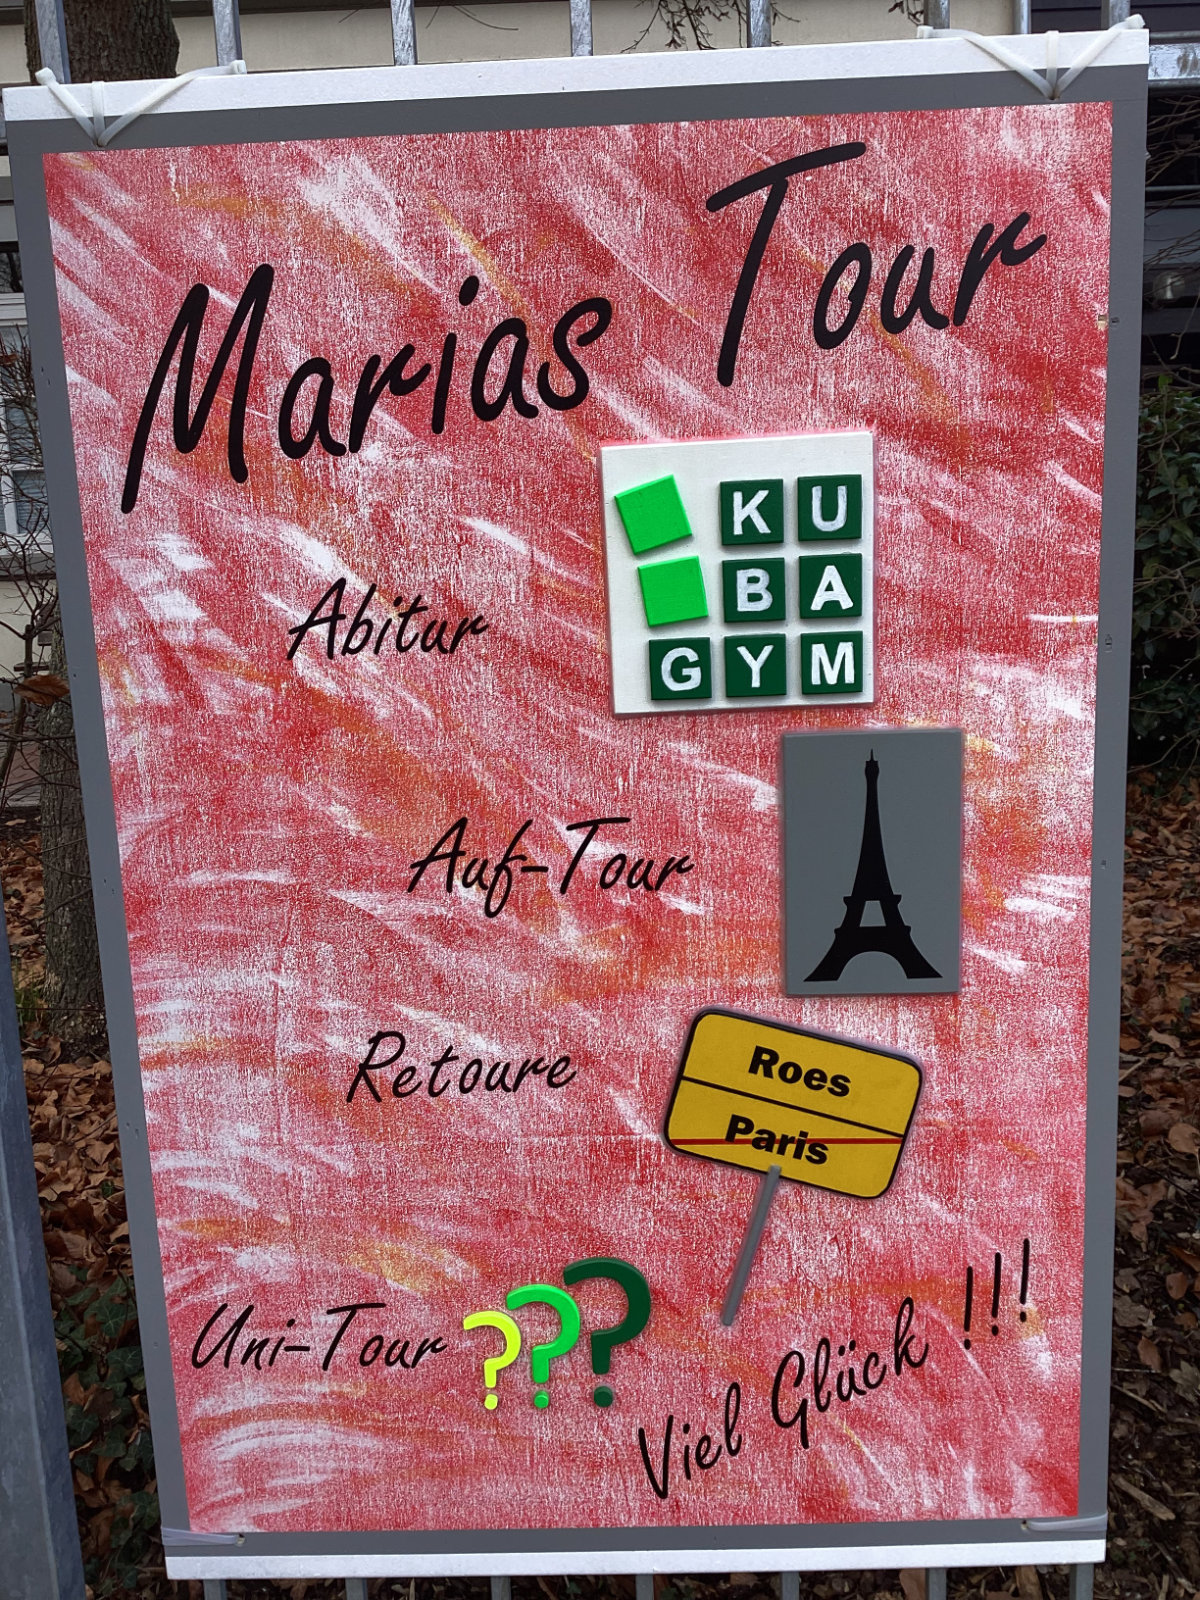 Marias Tour
KU
BA
GYM
Abitur
Auf-Tour
Retoure
Roes
Paris
Uni-Tour ???
Viel Glück !!!